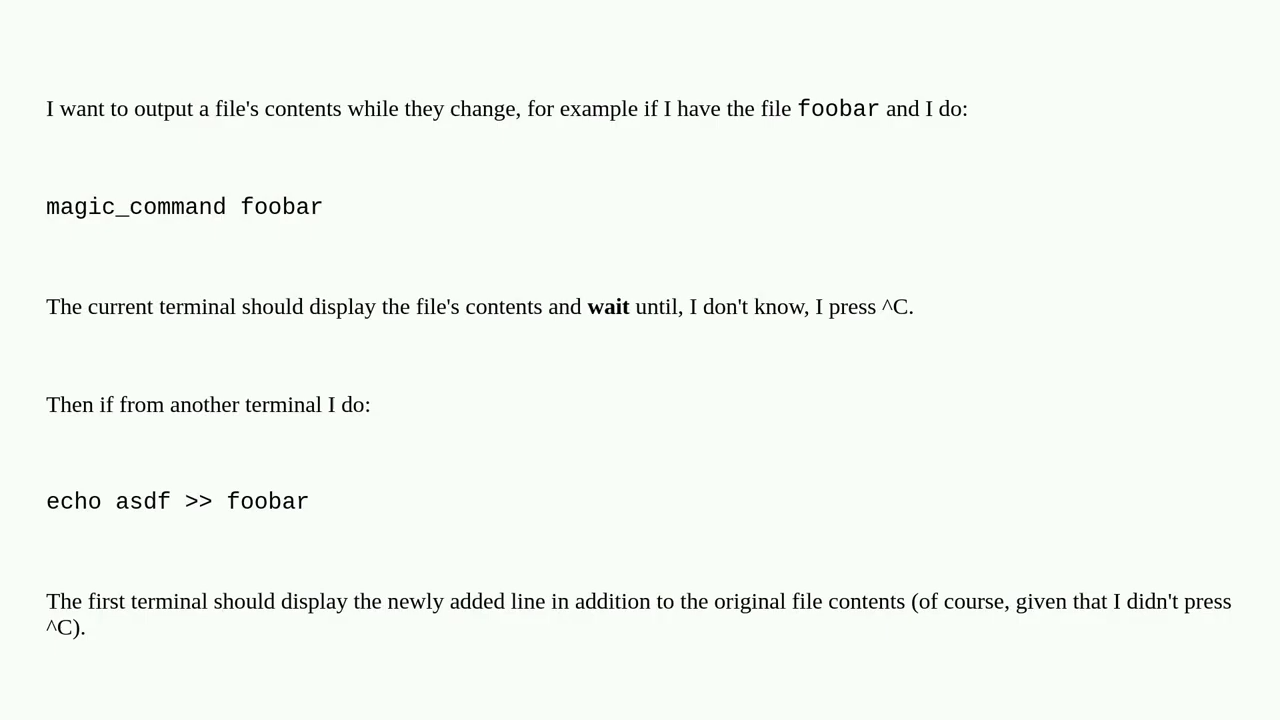 I want to output a file's contents while they change, for example if I have the file foobar and I do:
magic_command foobar
The current terminal should display the file's contents and wait until, I don't know, I press ^C.
Then if from another terminal I do:
echo asdf >> foobar
The first terminal should display the newly added line in addition to the original file contents (of course, given that I didn't press
^C).